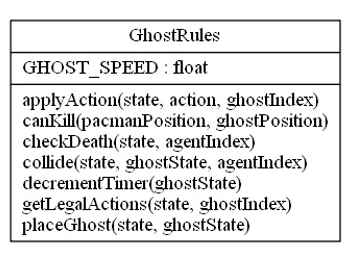 GhostRules
GHOST_SPEED : float
applyAction(state, action, ghostIndex)
canKill(pacmanPosition, ghostPosition)
checkDeath(state, agentIndex)
collide(state, ghostState, agentIndex)
decrementTimer(ghostState)
getLegalActions(state, ghostIndex)
placeGhost(state, ghostState)